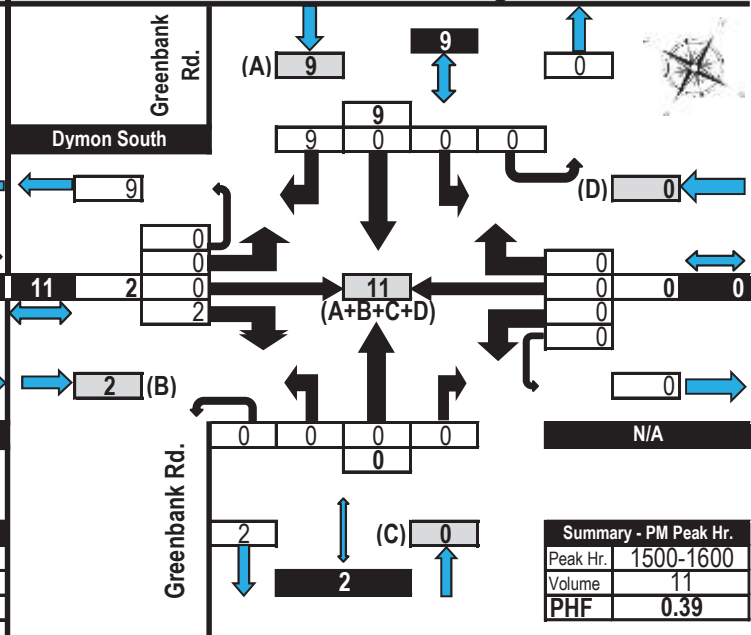 Greenbank
Rd.
(A) 9
9
0
9
Dymon South
9 0 0 0
9
(D) 0
0
0
11 2 0
2
11
(A+B+C+D)
0
0 0 0
0
0
2 (B)
0
0 0 0 0
0
N/A
Greenbank Rd.
2
(C) 0
2
Summary - PM Peak Hr.
Peak Hr. 1500-1600
Volume 11
PHF 0.39